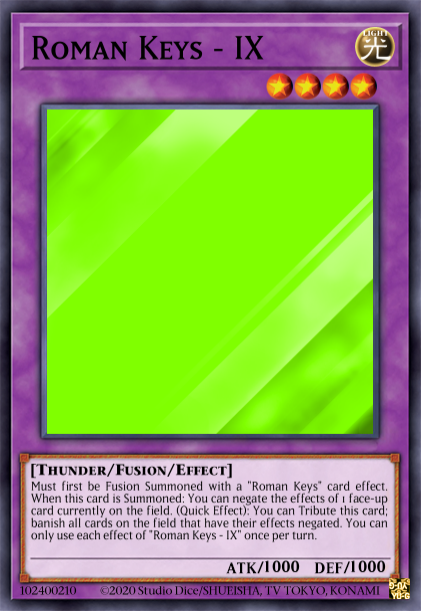 Roman Keys - IX
LIGHT
光
[Thunder/Fusion/Effect]
Must first be Fusion Summoned with a "Roman Keys" card effect.
When this card is Summoned: You can negate the effects of 1 face-up
card currently on the field. (Quick Effect): You can Tribute this card;
banish all cards on the field that have their effects negated. You can
only use each effect of "Roman Keys - IX" once per turn.
ATK/1000 DEF/1000
102400210 ©2020 Studio Dice/SHUEISHA, TV TOKYO, KONAMI